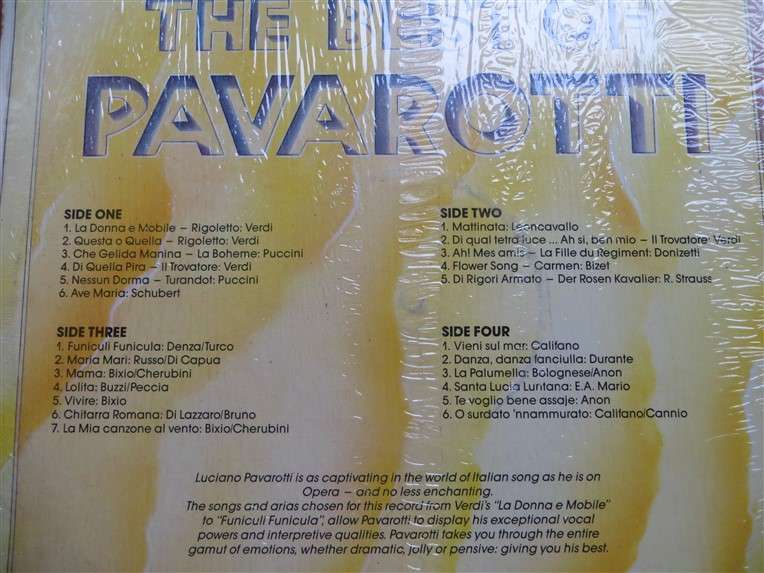 THE BEST OF
PAVAROTTI
SIDE ONE
1. La Donna e Mobile – Rigoletto: Verdi
2. Questa o Quella – Rigoletto: Verdi
3. Che Gelida Manina – La Boheme: Puccini
4. Di Quella Pira – Il Trovatore: Verdi
5. Nessun Dorma – Turandot: Puccini
6. Ave Maria: Schubert
SIDE TWO
1. Mattinata: Leoncavallo
2. Di qual tetra luce ... Ah si, ben mio – Il Trovatore: Verdi
3. Ah! Mes amis – La Fille du Regiment: Donizetti
4. Flower Song – Carmen: Bizet
5. Di Rigori Armato – Der Rosen Kavalier: R. Strauss
SIDE THREE
1. Funiculi Funicula: Denza/Turco
2. Maria Mari: Russo/Di Capua
3. Mama: Bixio/Cherubini
4. Lolita: Buzzi/Peccia
5. Vivire: Bixio
6. Chitarra Romana: Di Lazzaro/Bruno
7. La Mia canzone al vento: Bixio/Cherubini
SIDE FOUR
1. Vieni sul mar: Califano
2. Danza, danza fanciulla: Durante
3. La Palumella: Bolognese/Anon
4. Santa Lucia Luntana: E.A. Mario
5. Te voglio bene assaje: Anon
6. O surdato 'nnammurato: Califano/Cannio
Luciano Pavarotti is as captivating in the world of Italian song as he is on
Opera – and no less enchanting.
The songs and arias chosen for this record from Verdi's "La Donna e Mobile"
to "Funiculi Funicula", allow Pavarotti to display his exceptional vocal
powers and interpretive qualities. Pavarotti takes you through the entire
gamut of emotions, whether dramatic, jolly or pensive: giving you his best.